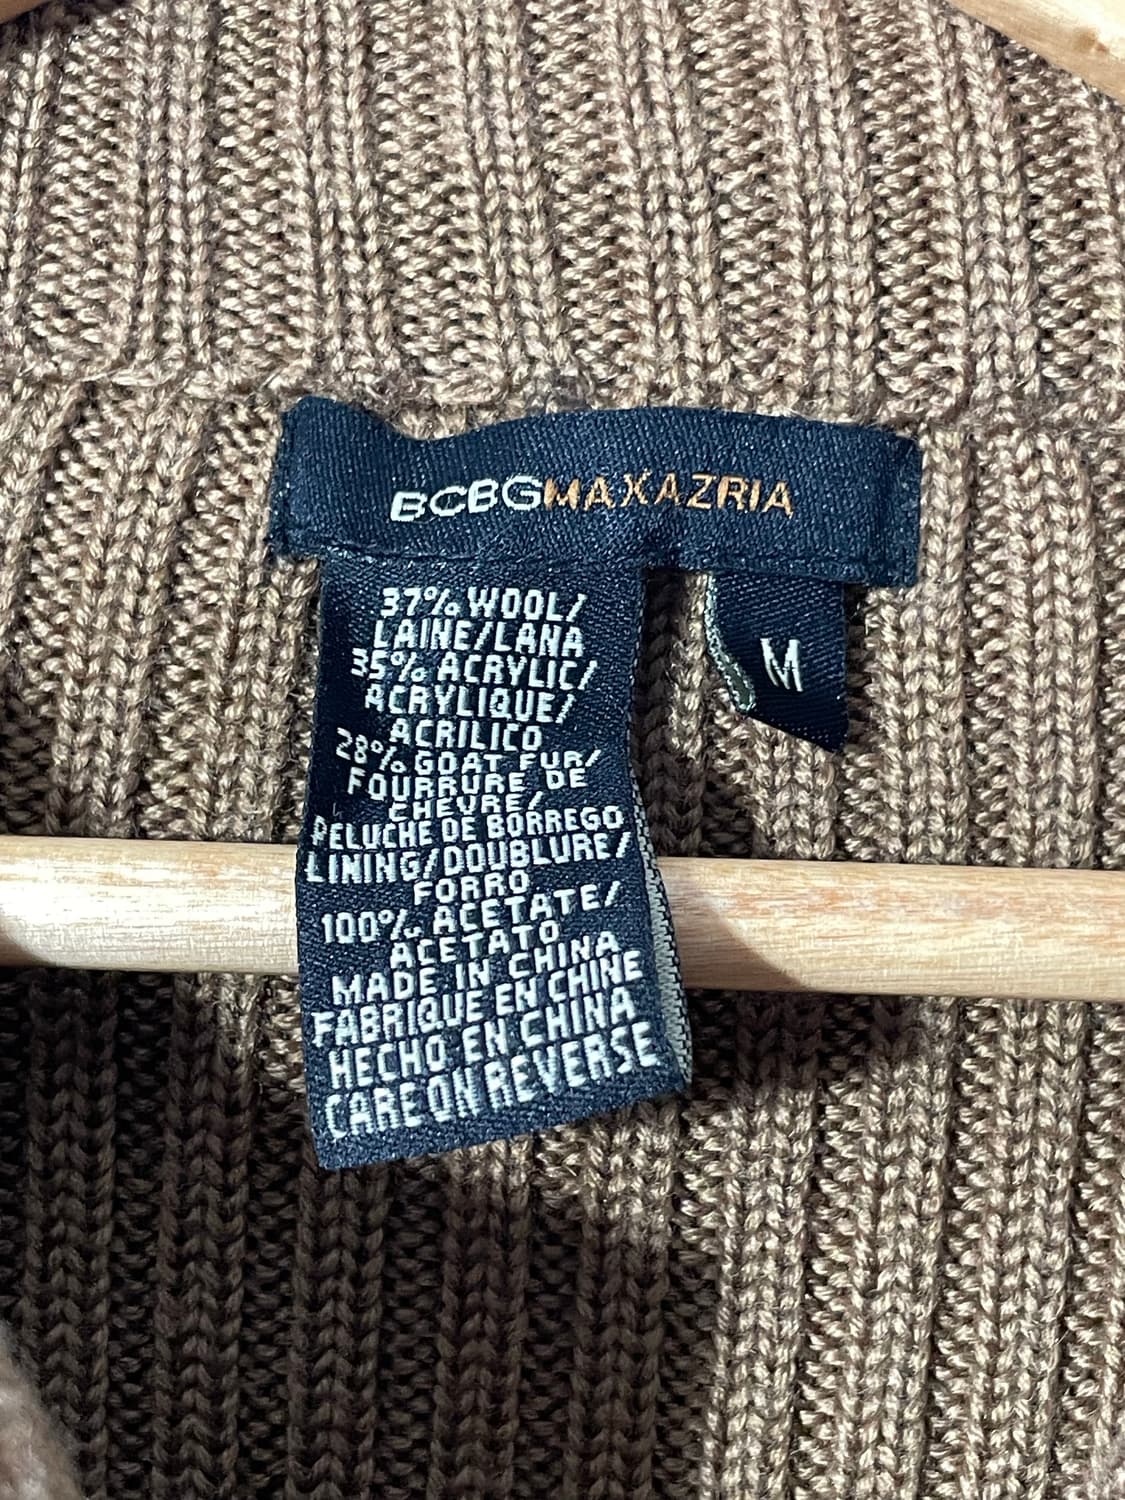 BCBGMAXAZRIA
37% WOOL/
LAINE/LANA
35% ACRYLIC/
ACRYLIQUE/
ACRILICO
28% GOAT FUR/
FOURRURE DE
CHEVRE/
PELUCHE DE BORREGO
LINING/DOUBLURE/
FORRO
100% ACETATE/
ACETATO
MADE IN CHINA
FABRIQUE EN CHINE
HECHO EN CHINA
CARE ON REVERSE
M